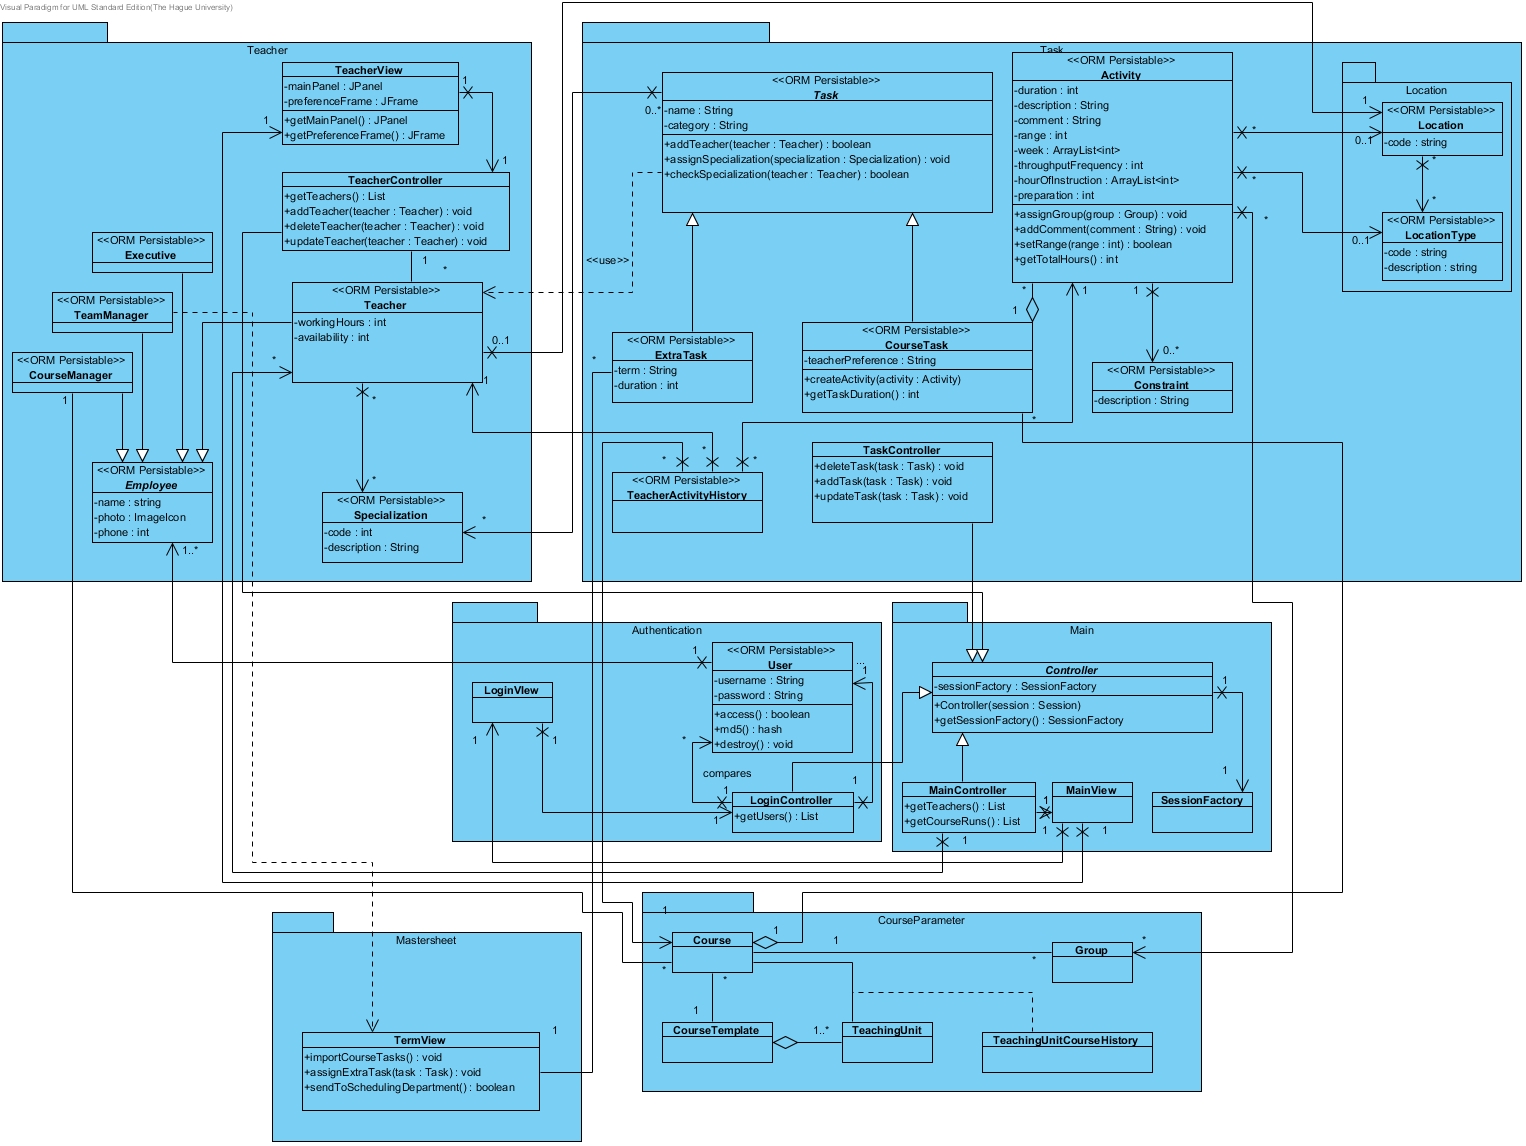 Visual Paradigm for UML Standard Edition(The Hague University)
Teacher
TeacherView
-mainPanel : JPanel
-preferenceFrame : JFrame
+getMainPanel() : JPanel
+getPreferenceFrame() : JFrame
1
1
1
TeacherController
+getTeachers() : List
+addTeacher(teacher : Teacher) : void
+deleteTeacher(teacher : Teacher) : void
+updateTeacher(teacher : Teacher) : void
1
*
<<ORM Persistable>>
Executive
<<ORM Persistable>>
TeamManager
<<ORM Persistable>>
CourseManager
1
<<ORM Persistable>>
Teacher
-workingHours : int
-availability : int
*
0..1
1
*
*
<<ORM Persistable>>
Employee
-name : string
-photo : ImageIcon
-phone : int
1..*
<<ORM Persistable>>
Specialization
-code : int
-description : String
*
Task
<<ORM Persistable>>
Task
-name : String
-category : String
+addTeacher(teacher : Teacher) : boolean
+assignSpecialization(specialization : Specialization) : void
+checkSpecialization(teacher : Teacher) : boolean
0..*
<<use>>
<<ORM Persistable>>
Activity
-duration : int
-description : String
-comment : String
-range : int
-week : ArrayList<int>
-throughputFrequency : int
-hourOfInstruction : ArrayList<int>
-preparation : int
+assignGroup(group : Group) : void
+addComment(comment : String) : void
+setRange(range : int) : boolean
+getTotalHours() : int
*
*
*
*
1
1
1
Location
<<ORM Persistable>>
Location
-code : string
1
0..1
*
*
<<ORM Persistable>>
LocationType
-code : string
-description : string
0..1
<<ORM Persistable>>
ExtraTask
-term : String
-duration : int
*
<<ORM Persistable>>
CourseTask
-teacherPreference : String
+createActivity(activity : Activity)
+getTaskDuration() : int
*
0..*
<<ORM Persistable>>
Constraint
-description : String
*
*
*
<<ORM Persistable>>
TeacherActivityHistory
TaskController
+deleteTask(task : Task) : void
+addTask(task : Task) : void
+updateTask(task : Task) : void
Authentication
<<ORM Persistable>>
User
-username : String
-password : String
+access() : boolean
+md5() : hash
+destroy() : void
1
...
1
*
LoginVIew
1
1
compares
1
1
1
LoginController
+getUsers() : List
Main
Controller
-sessionFactory : SessionFactory
+Controller(session : Session)
+getSessionFactory() : SessionFactory
1
1
MainController
+getTeachers() : List
+getCourseRuns() : List
1
1
1
1
MainView
SessionFactory
Mastersheet
TermView
+importCourseTasks() : void
+assignExtraTask(task : Task) : void
+sendToSchedulingDepartment() : boolean
1
CourseParameter
1
Course
*
1
1
*
*
1
Group
*
CourseTemplate
1..*
TeachingUnit
TeachingUnitCourseHistory